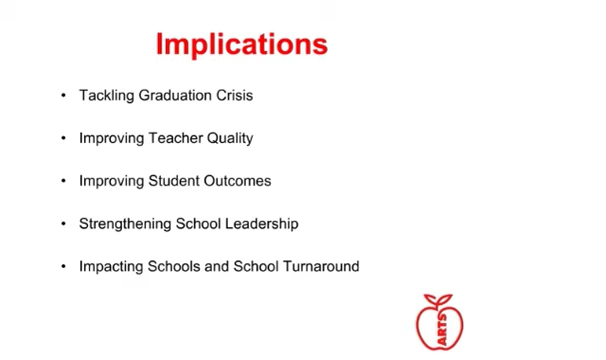 Implications
• Tackling Graduation Crisis
• Improving Teacher Quality
• Improving Student Outcomes
• Strengthening School Leadership
• Impacting Schools and School Turnaround
ARTS